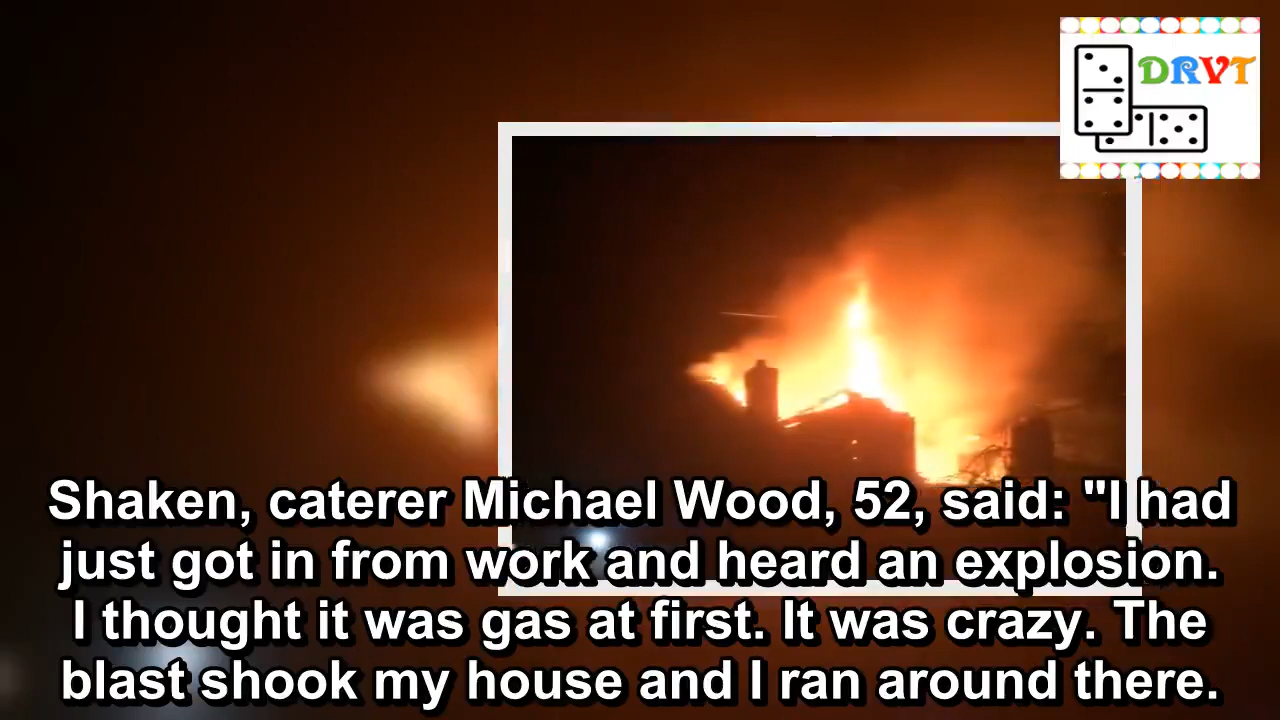 DRVT
Shaken, caterer Michael Wood, 52, said: "I had
just got in from work and heard an explosion.
I thought it was gas at first. It was crazy. The
blast shook my house and I ran around there.